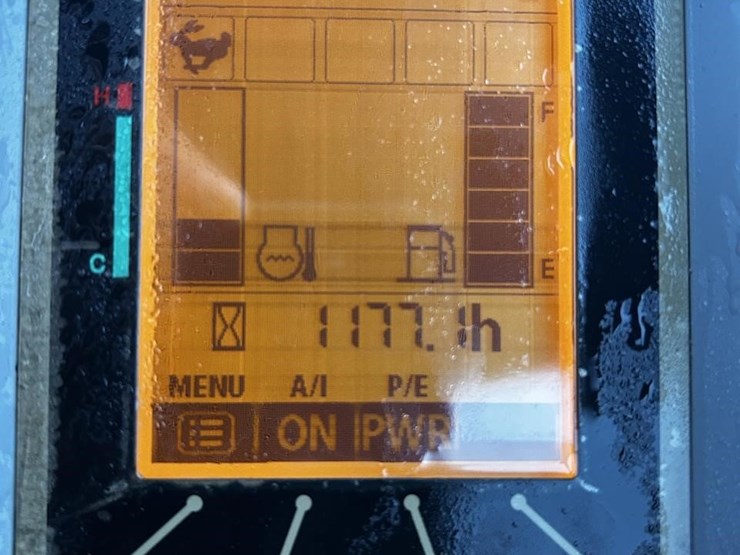 H
F
C
E
1177.1h
MENU A/I P/E
ON PWR